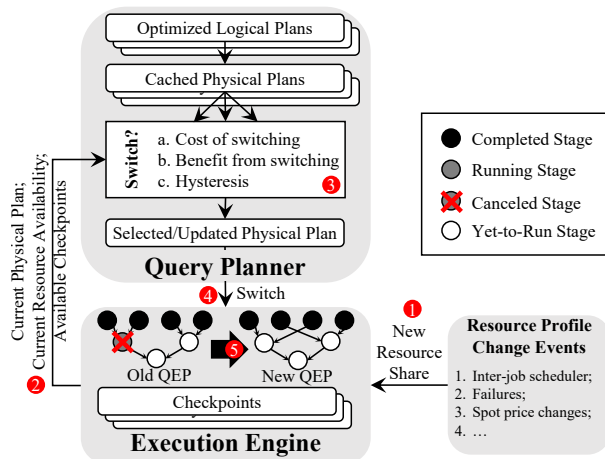 Optimized Logical Plans
Cached Physical Plans
Switch?
a. Cost of switching
b. Benefit from switching
c. Hysteresis
3
Selected/Updated Physical Plan
Query Planner
4 Switch
Current Physical Plan;
Current Resource Availability;
Available Checkpoints
2
Old QEP
5
New QEP
Checkpoints
Execution Engine
1
New
Resource
Share
Completed Stage
Running Stage
Canceled Stage
Yet-to-Run Stage
Resource Profile
Change Events
1. Inter-job scheduler;
2. Failures;
3. Spot price changes;
4. …